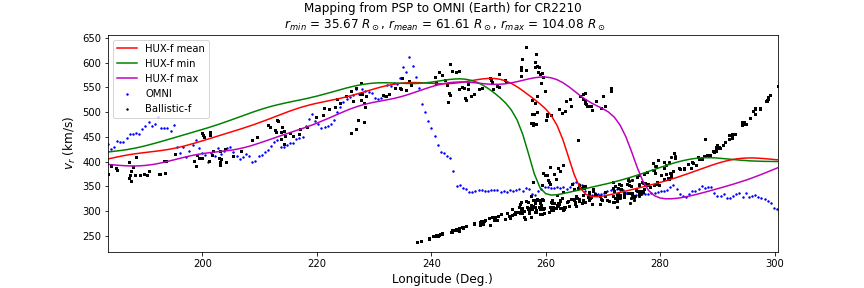 Mapping from PSP to OMNI (Earth) for CR2210
r_min = 35.67 R_⊙, r_mean = 61.61 R_⊙, r_max = 104.08 R_⊙
650
600
550
500
450
400
350
300
250
v_r (km/s)
HUX-f mean
HUX-f min
HUX-f max
OMNI
Ballistic-f
200
220
240
260
280
300
Longitude (Deg.)